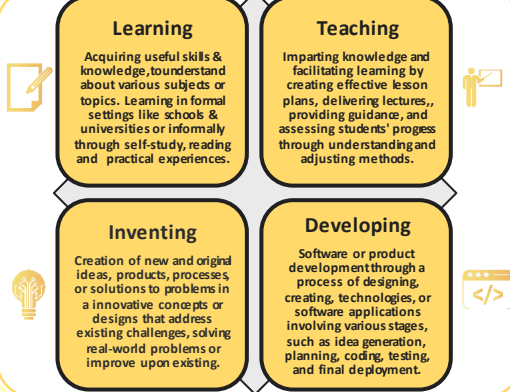 Learning
Acquiring useful skills &
knowledge,tounderstand
about various subjects or
topics. Learning in formal
settings like schools &
universities or informally
through self-study, reading
and practical experiences.
Teaching
Imparting knowledge and
facilitating learning by
creating effective lesson
plans, delivering lectures,,
providing guidance, and
assessing students' progress
through understanding and
adjusting methods.
Inventing
Creation of new and original
ideas, products, processes,
or solutions to problems in
a innovative concepts or
designs that address
existing challenges, solving
real-world problems or
improve upon existing.
Developing
Software or product
development through a
process of designing,
creating, technologies, or
software applications
involving various stages,
such as idea generation,
planning, coding, testing,
and final deployment.